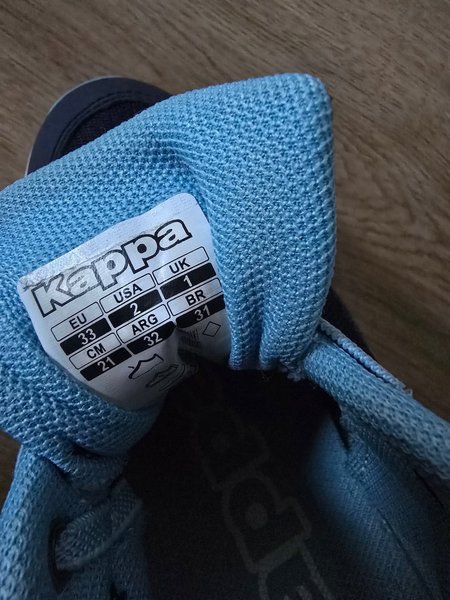 Kappa
EU USA UK
33 2 1
CM ARG BR
21 32 31